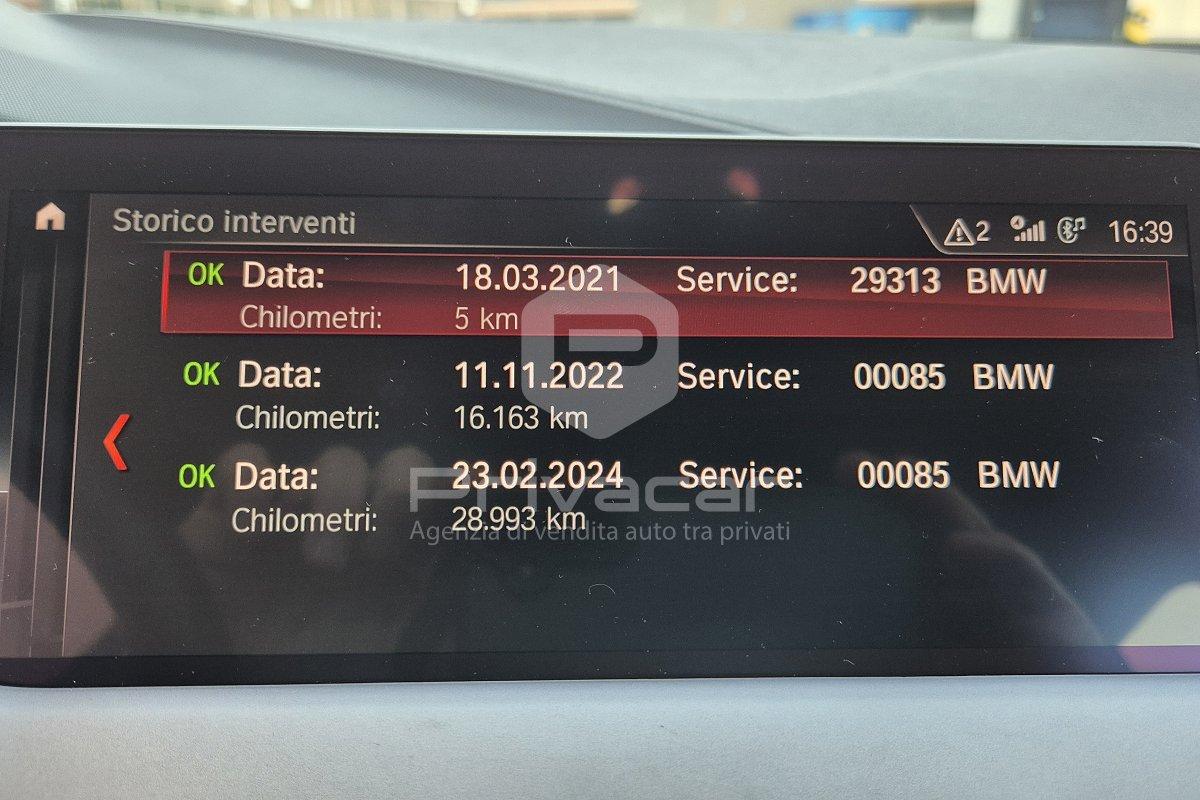 Storico interventi
2 16:39
OK Data: 18.03.2021 Service: 29313 BMW
Chilometri: 5 km
OK Data: 11.11.2022 Service: 00085 BMW
Chilometri: 16.163 km
OK Data: 23.02.2024 Service: 00085 BMW
Chilometri: 28.993 km
Privacar
Agenzia di vendita auto tra privati